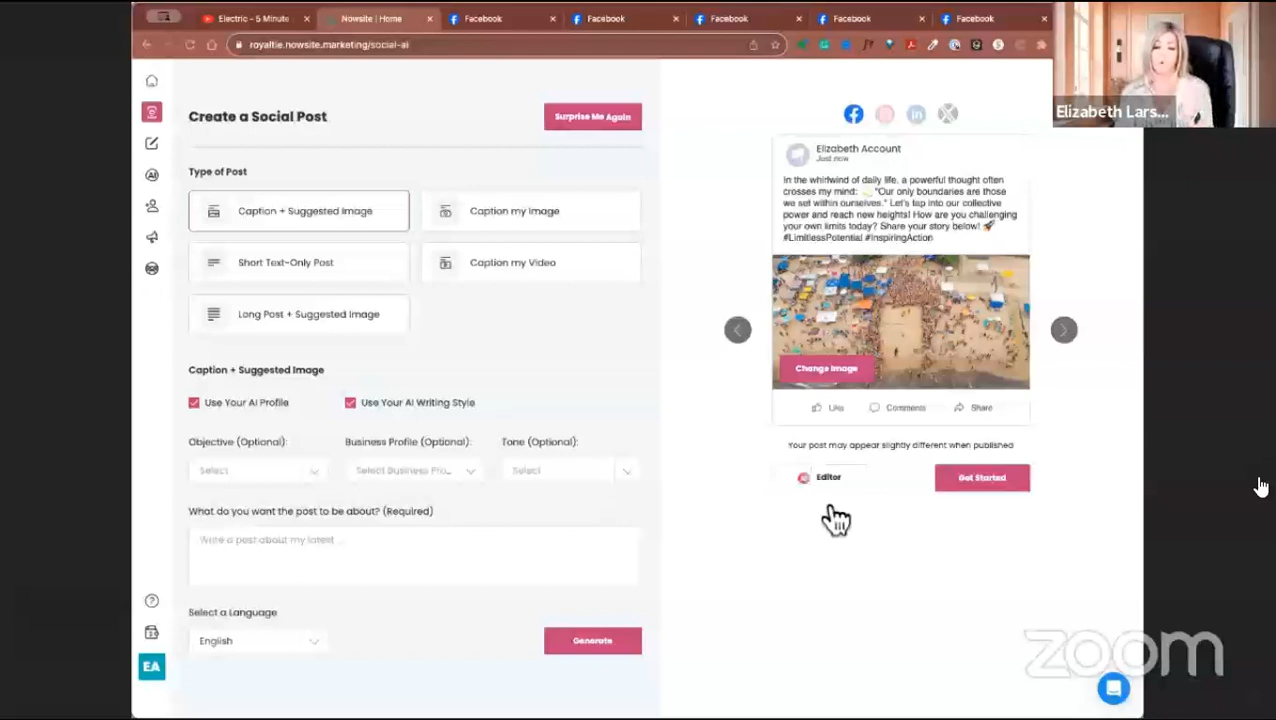 Electric - 5 Minute
Nowsite | Home
Facebook
Facebook
Facebook
Facebook
Facebook
royaltie.nowsite.marketing/social-ai
Elizabeth Lars...
Create a Social Post
Surprise Me Again
Type of Post
Caption + Suggested Image
Caption my Image
Short Text-Only Post
Caption my Video
Long Post + Suggested Image
Caption + Suggested Image
Use Your AI Profile
Use Your AI Writing Style
Objective (Optional):
Business Profile (Optional):
Tone (Optional):
Select
Select Business Pro...
Select
What do you want the post to be about? (Required)
Write a post about my latest ...
Select a Language
English
Generate
AI
EA
Elizabeth Account
Just now
In the whirlwind of daily life, a powerful thought often
crosses my mind: 💫 "Our only boundaries are those
we set within ourselves." Let's tap into our collective
power and reach new heights! How are you challenging
your own limits today? Share your story below! 🚀
#LimitlessPotential #InspiringAction
Change Image
Like
Comments
Share
Your post may appear slightly different when published
Editor
Get Started
zoom